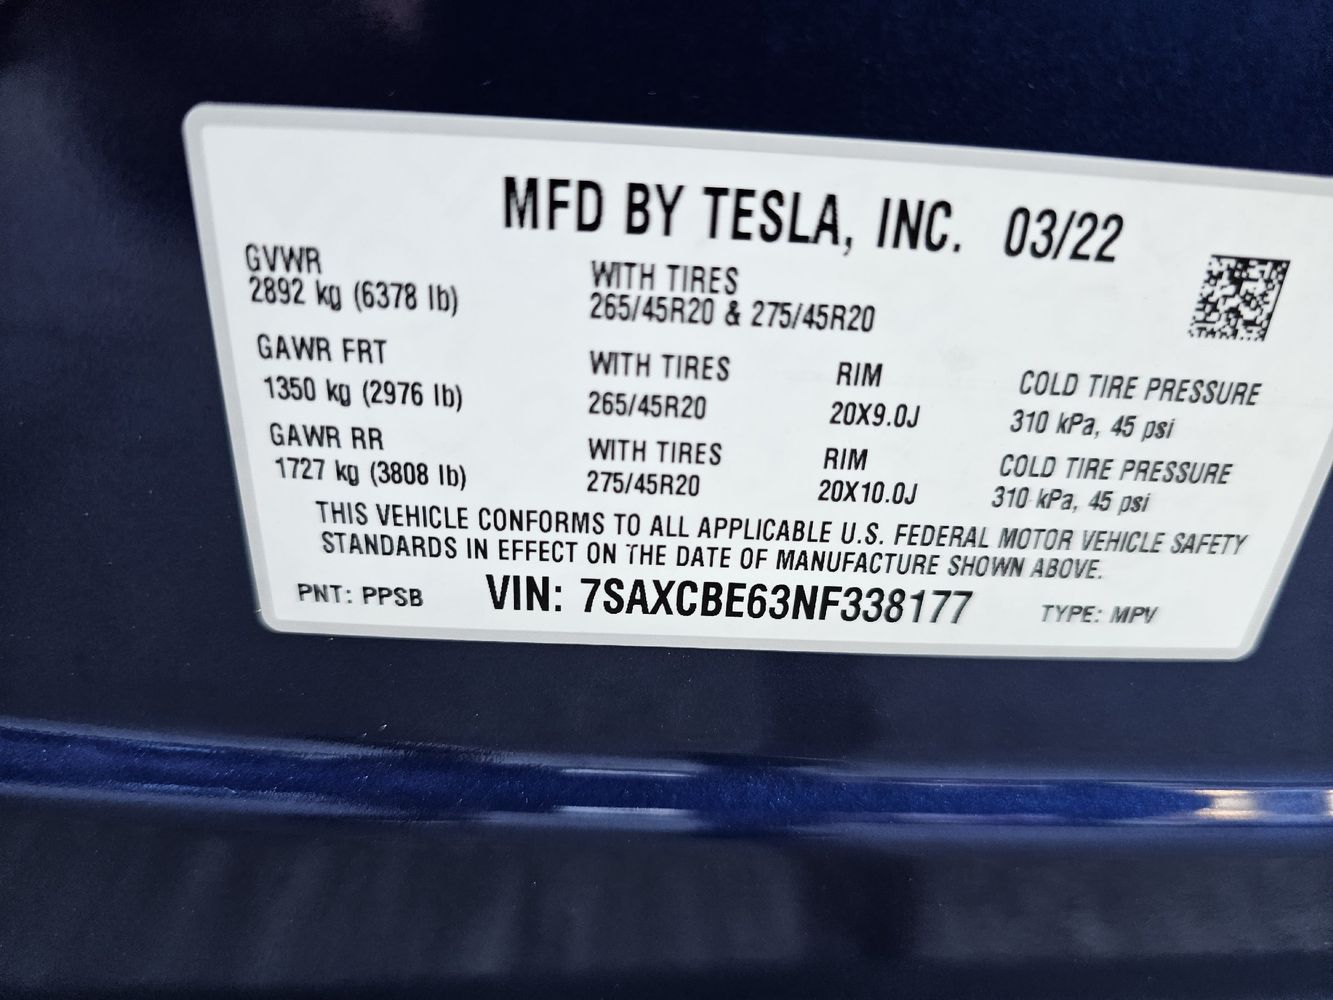 MFD BY TESLA, INC. 03/22
GVWR
2892 kg (6378 lb)
WITH TIRES
265/45R20 & 275/45R20
GAWR FRT
1350 kg (2976 lb)
WITH TIRES
265/45R20
RIM
20X9.0J
COLD TIRE PRESSURE
310 kPa, 45 psi
GAWR RR
1727 kg (3808 lb)
WITH TIRES
275/45R20
RIM
20X10.0J
COLD TIRE PRESSURE
310 kPa, 45 psi
THIS VEHICLE CONFORMS TO ALL APPLICABLE U.S. FEDERAL MOTOR VEHICLE SAFETY
STANDARDS IN EFFECT ON THE DATE OF MANUFACTURE SHOWN ABOVE.
PNT: PPSB VIN: 7SAXCBE63NF338177 TYPE: MPV